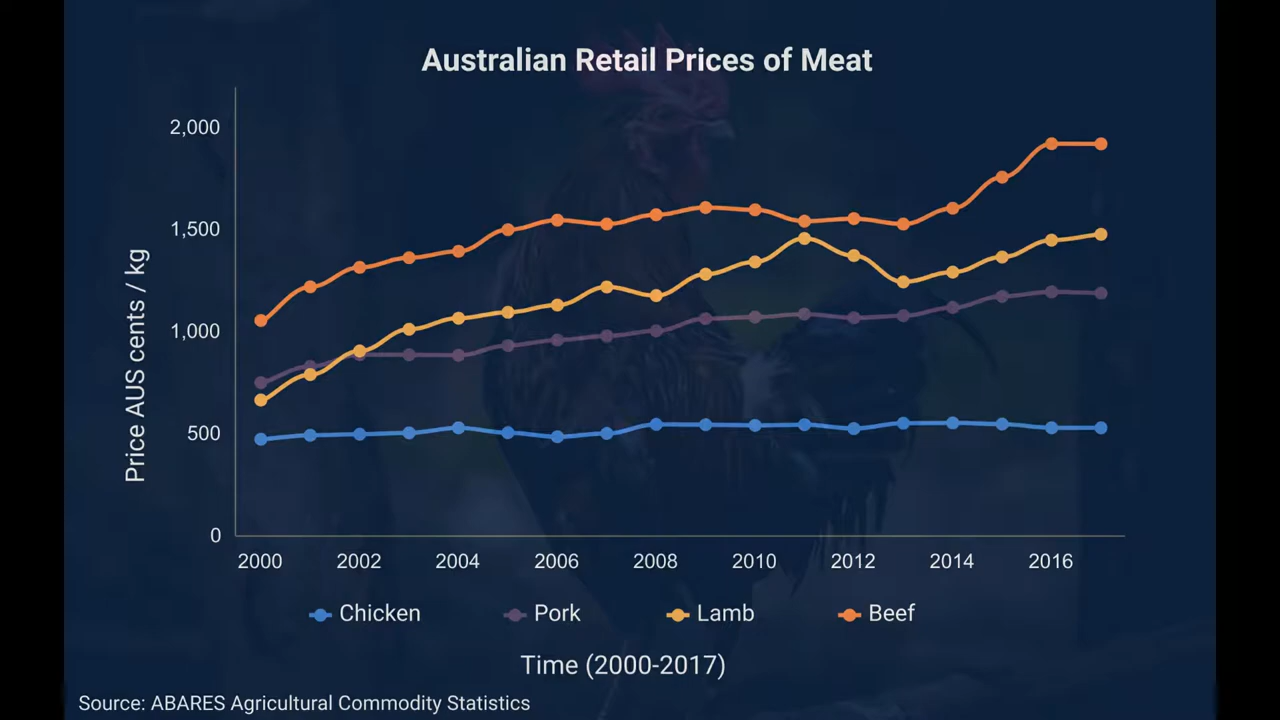 Australian Retail Prices of Meat
Price AUS cents / kg
2,000
1,500
1,000
500
0
2000 2002 2004 2006 2008 2010 2012 2014 2016
Chicken Pork Lamb Beef
Time (2000-2017)
Source: ABARES Agricultural Commodity Statistics